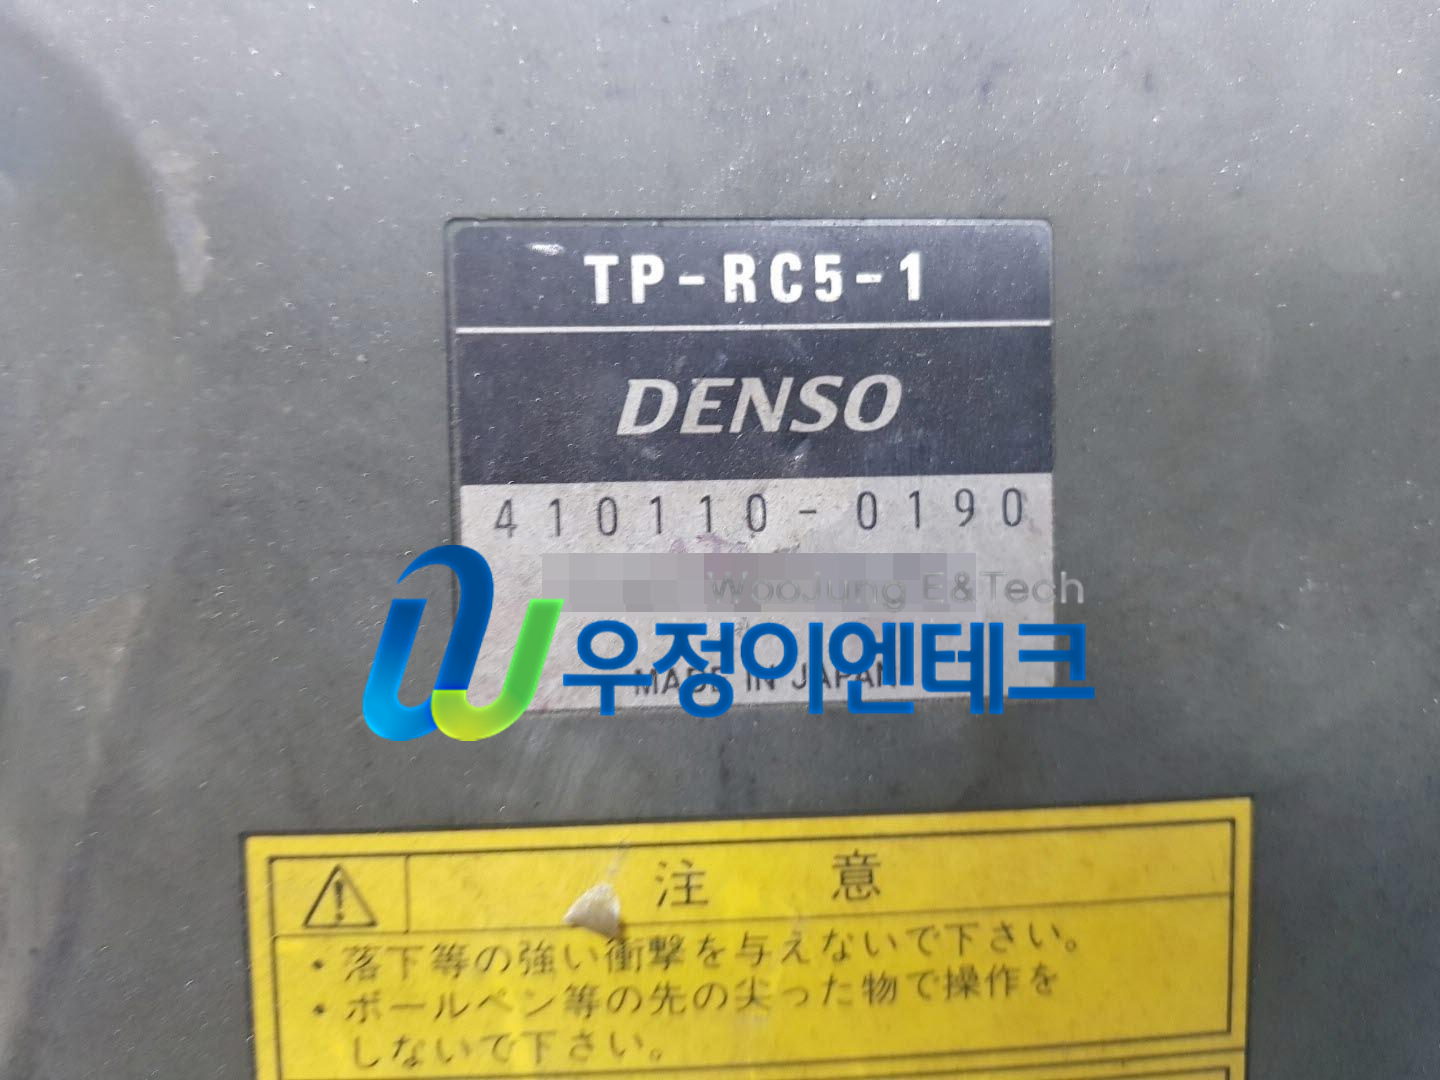 TP-RC5-1
DENSO
410110-0190
WooJung E&Tech
우정이엔테크
MADE IN JAPAN
注 意
・落下等の強い衝撃を与えないで下さい。
・ボールペン等の先の尖った物で操作を
しないで下さい。